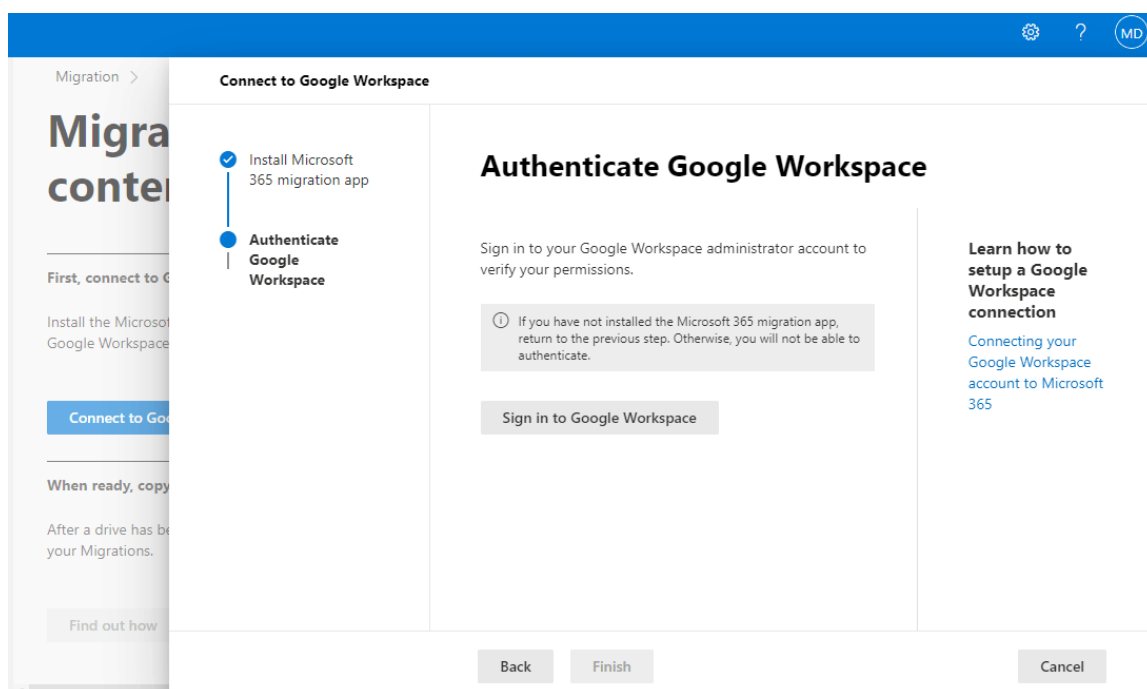 MD
Migration >
Connect to Google Workspace
Migra
conte
First, connect to G
Install the Microsof
Google Workspace
Connect to Goo
When ready, copy
After a drive has be
your Migrations.
Find out how
Install Microsoft
365 migration app
Authenticate
Google
Workspace
Authenticate Google Workspace
Sign in to your Google Workspace administrator account to
verify your permissions.
If you have not installed the Microsoft 365 migration app,
return to the previous step. Otherwise, you will not be able to
authenticate.
Sign in to Google Workspace
Learn how to
setup a Google
Workspace
connection
Connecting your
Google Workspace
account to Microsoft
365
Back
Finish
Cancel